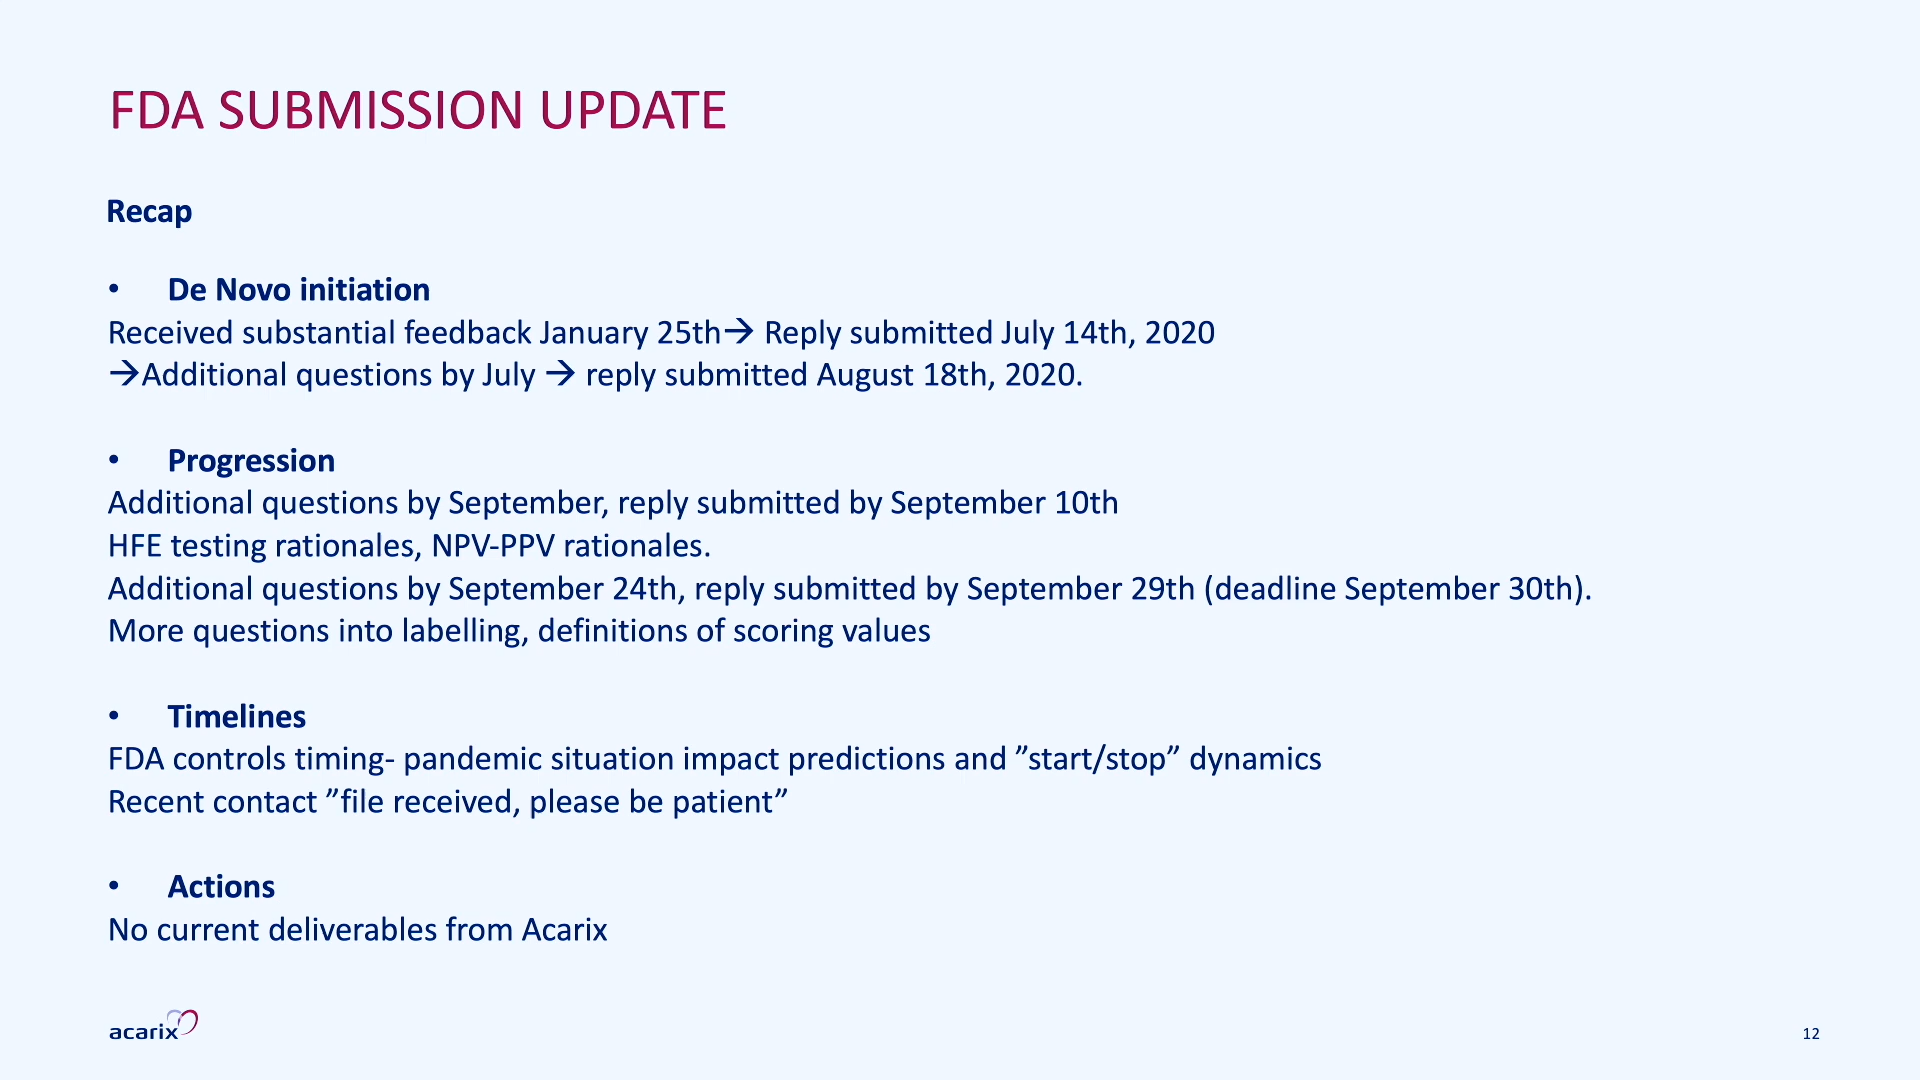 FDA SUBMISSION UPDATE
Recap
• De Novo initiation
Received substantial feedback January 25th→ Reply submitted July 14th, 2020
→Additional questions by July → reply submitted August 18th, 2020.
• Progression
Additional questions by September, reply submitted by September 10th
HFE testing rationales, NPV-PPV rationales.
Additional questions by September 24th, reply submitted by September 29th (deadline September 30th).
More questions into labelling, definitions of scoring values
• Timelines
FDA controls timing- pandemic situation impact predictions and ”start/stop” dynamics
Recent contact ”file received, please be patient”
• Actions
No current deliverables from Acarix
acarix
12